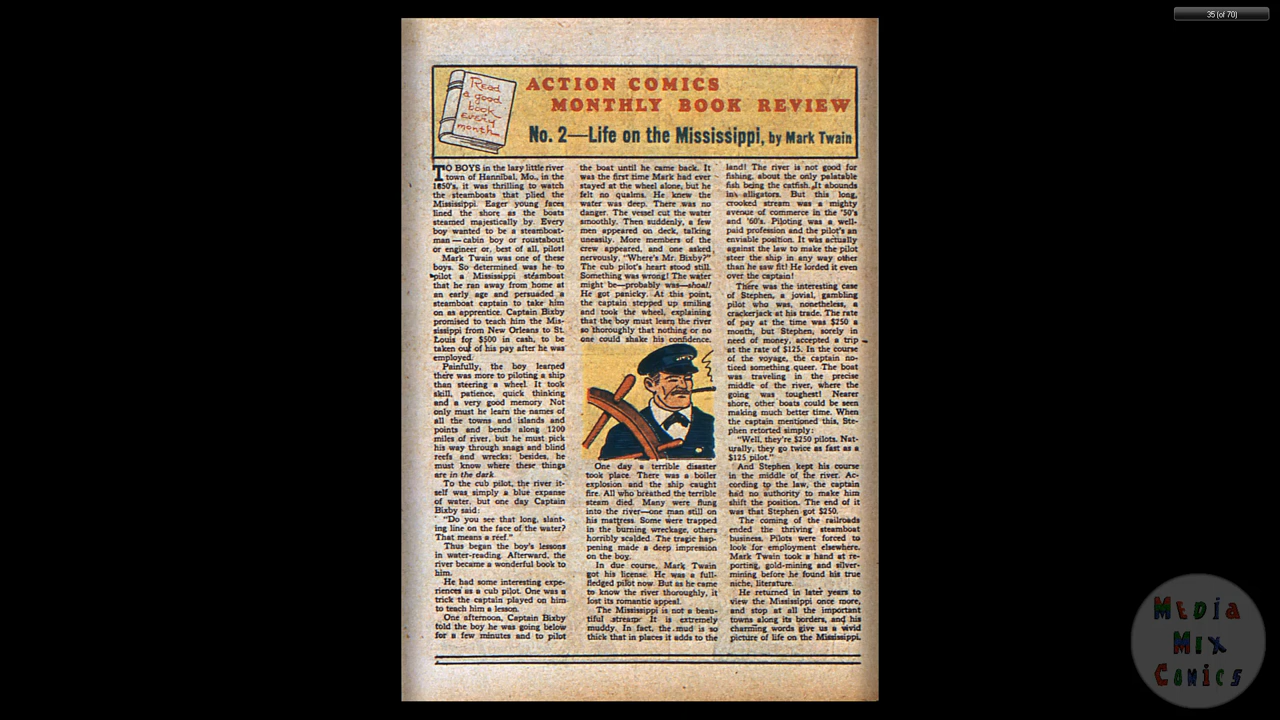 35 (of 70)
Read
a good
book
every
month
ACTION COMICS
MONTHLY BOOK REVIEW
No. 2—Life on the Mississippi, by Mark Twain
TO BOYS in the lazy little river
town of Hannibal, Mo., in the
1850's, it was thrilling to watch
the steamboats that plied the
Mississippi. Eager young faces
lined the shore as the boats
steamed majestically by. Every
boy wanted to be a steamboat-
man—cabin boy or roustabout
or engineer or, best of all, pilot!
Mark Twain was one of these
boys. So determined was he to
pilot a Mississippi steamboat
that he ran away from home at
an early age and persuaded a
steamboat captain to take him
on as apprentice. Captain Bixby
promised to teach him the Mis-
sissippi from New Orleans to St.
Louis for $500 in cash, to be
taken out of his pay after he was
employed.
Painfully, the boy learned
there was more to piloting a ship
than steering a wheel. It took
skill, patience, quick thinking
and a very good memory. Not
only must he learn the names of
all the towns and islands and
points and bends along 1200
miles of river, but he must pick
his way through snags and blind
reefs and wrecks; besides, he
must know where these things
are in the dark.
To the cub pilot, the river it-
self was simply a blue expanse
of water, but one day Captain
Bixby said:
"Do you see that long, slant-
ing line on the face of the water?
That means a reef."
Thus began the boy's lessons
in water-reading. Afterward, the
river became a wonderful book to
him.
He had some interesting expe-
riences as a cub pilot. One was a
trick the captain played on him
to teach him a lesson.
One afternoon, Captain Bixby
told the boy he was going below
for a few minutes and to pilot
the boat until he came back. It
was the first time Mark had ever
stayed at the wheel alone, but he
felt no qualms. He knew the
water was deep. There was no
danger. The vessel cut the water
smoothly. Then suddenly, a few
men appeared on deck, talking
uneasily. More members of the
crew appeared, and one asked
nervously, "Where's Mr. Bixby?"
The cub pilot's heart stood still.
Something was wrong! The water
might be—probably was—shoal!
He got panicky. At this point,
the captain stepped up smiling
and took the wheel, explaining
that the boy must learn the river
so thoroughly that nothing or no
one could shake his confidence.
One day a terrible disaster
took place. There was a boiler
explosion and the ship caught
fire. All who breathed the terrible
steam died. Many were flung
into the river—one man still on
his mattress. Some were trapped
in the burning wreckage, others
horribly scalded. The tragic hap-
pening made a deep impression
on the boy.
In due course, Mark Twain
got his license. He was a full-
fledged pilot now. But as he came
to know the river thoroughly, it
lost its romantic appeal.
The Mississippi is not a beau-
tiful stream. It is extremely
muddy. In fact, the mud is so
thick that in places it adds to the
land! The river is not good for
fishing, about the only palatable
fish being the catfish. It abounds
in alligators. But this long,
crooked stream was a mighty
avenue of commerce in the '50's
and '60's. Piloting was a well-
paid profession and the pilot's an
enviable position. It was actually
against the law to make the pilot
steer the ship in any way other
than he saw fit! He lorded it even
over the captain!
There was the interesting case
of Stephen, a jovial, gambling
pilot who was, nonetheless, a
crackerjack at his trade. The rate
of pay at the time was $250 a
month, but Stephen, sorely in
need of money, accepted a trip
at the rate of $125. In the course
of the voyage, the captain no-
ticed something queer. The boat
was traveling in the precise
middle of the river, where the
going was toughest! Nearer
shore, other boats could be seen
making much better time. When
the captain mentioned this, Ste-
phen retorted simply:
"Well, they're $250 pilots. Nat-
urally, they go twice as fast as a
$125 pilot."
And Stephen kept his course
in the middle of the river. Ac-
cording to the law, the captain
had no authority to make him
shift the position. The end of it
was that Stephen got $250.
The coming of the railroads
ended the thriving steamboat
business. Pilots were forced to
look for employment elsewhere.
Mark Twain took a hand at re-
porting, gold-mining and silver-
mining before he found his true
niche, literature.
He returned in later years to
view the Mississippi once more,
and stop at all the important
towns along its borders, and his
charming words give us a vivid
picture of life on the Mississippi.
MEDIA
MIX
COMICS